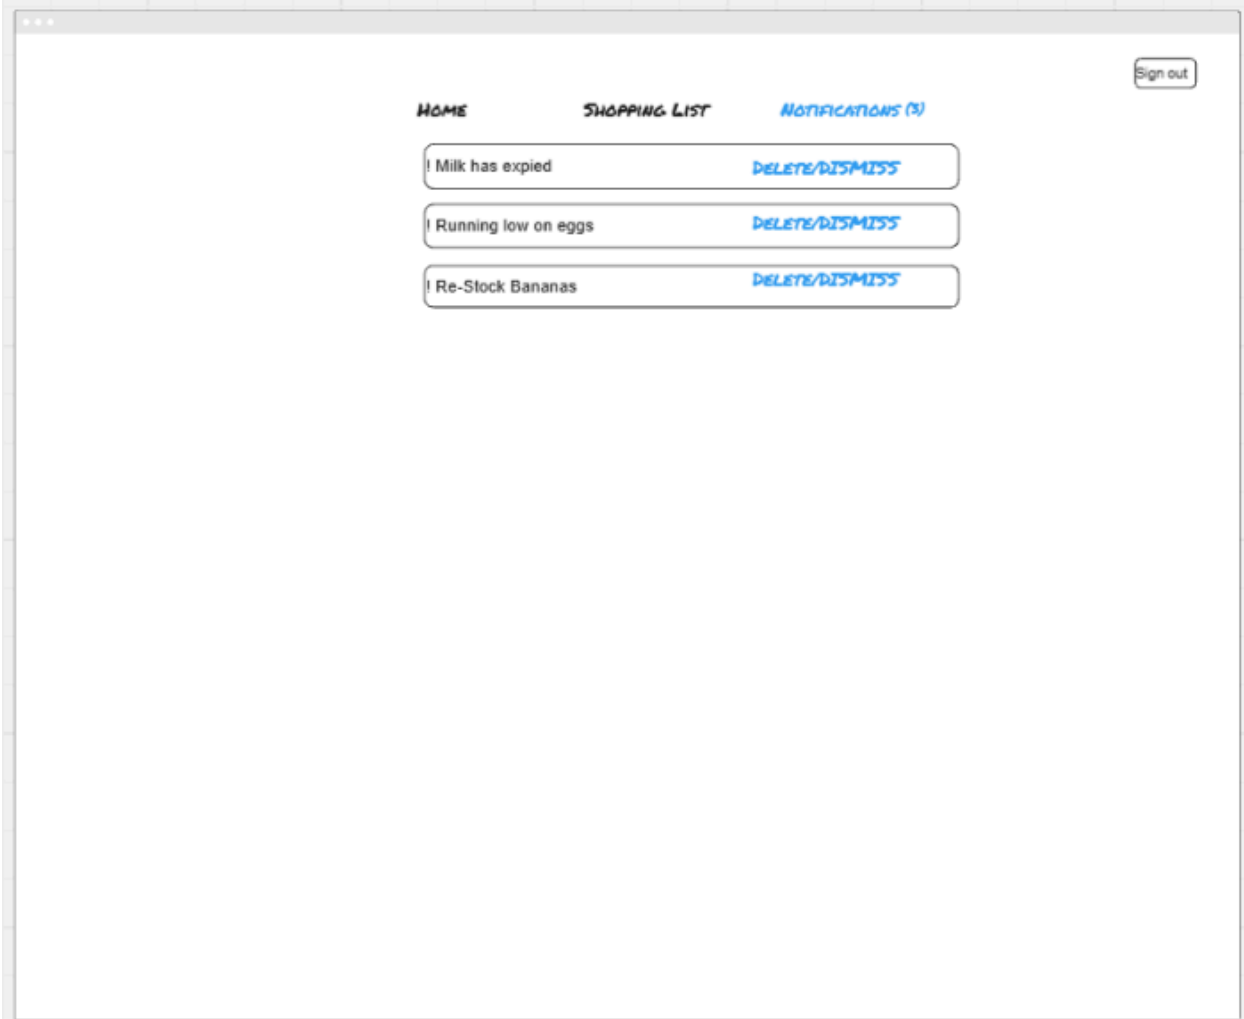 Sign out
Home Shopping List Notifications (3)
! Milk has expied Delete/Dismiss
! Running low on eggs Delete/Dismiss
! Re-Stock Bananas Delete/Dismiss